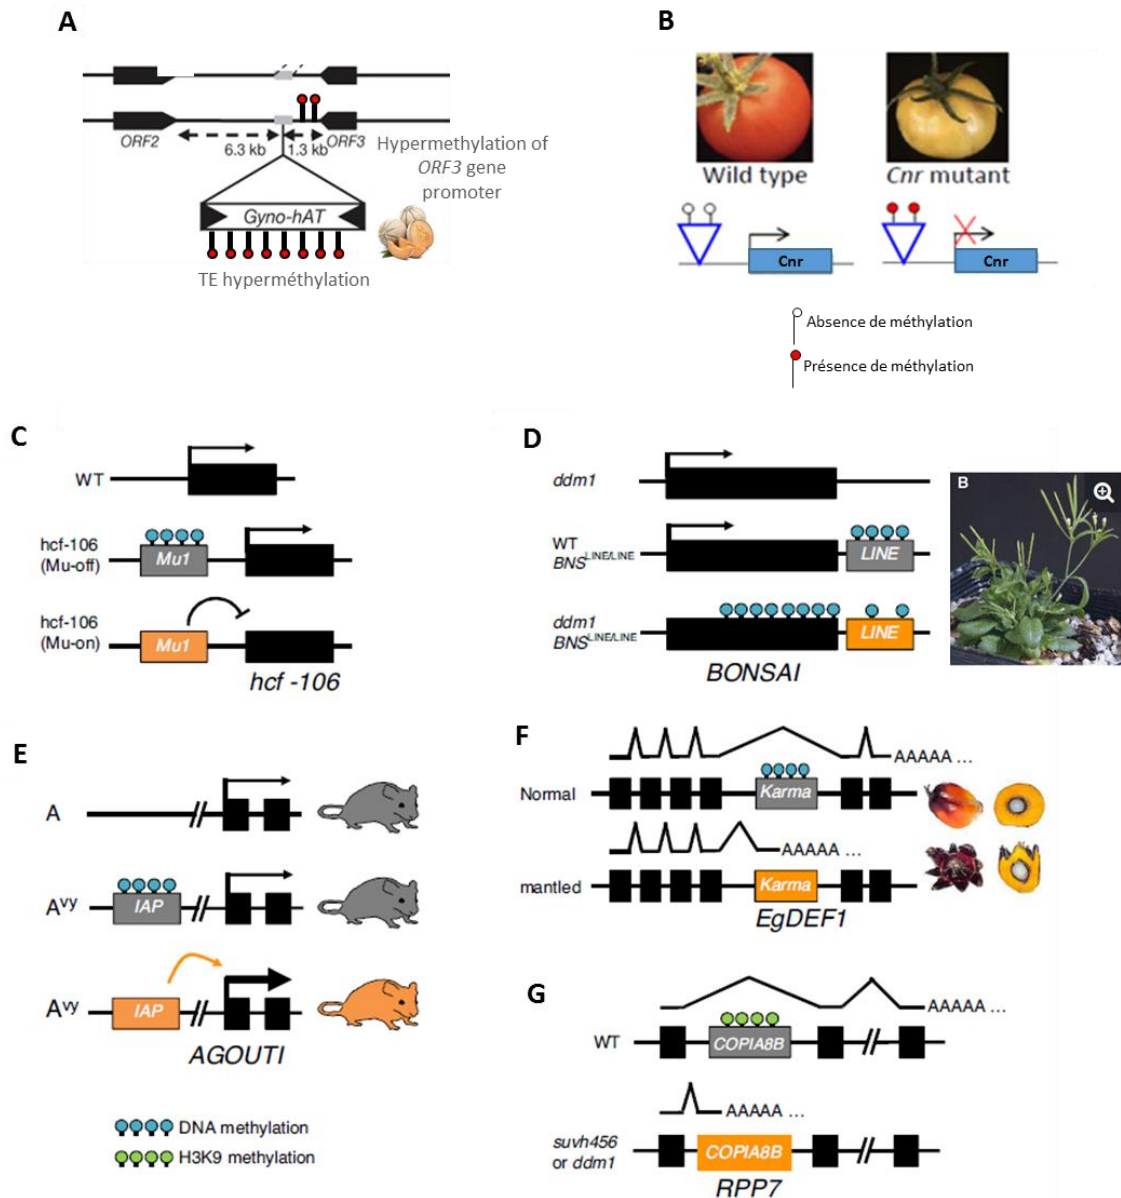 A
ORF2
6.3 kb
1.3 kb
ORF3
Hypermethylation of
ORF3 gene
promoter
Gyno-hAT
TE hyperméthylation
B
Wild type
Cnr mutant
Cnr
Cnr
Absence de méthylation
Présence de méthylation
C
WT
hcf-106
(Mu-off)
Mu1
hcf-106
(Mu-on)
Mu1
hcf -106
D
ddm1
WT
BNS LINE/LINE
LINE
ddm1
BNS LINE/LINE
LINE
BONSAI
B
E
A
Avy
IAP
Avy
IAP
AGOUTI
DNA methylation
H3K9 methylation
F
AAAAA ...
Normal
Karma
AAAAA ...
mantled
Karma
EgDEF1
G
AAAAA ...
WT
COPIA8B
AAAAA ...
suvh456
or ddm1
COPIA8B
RPP7